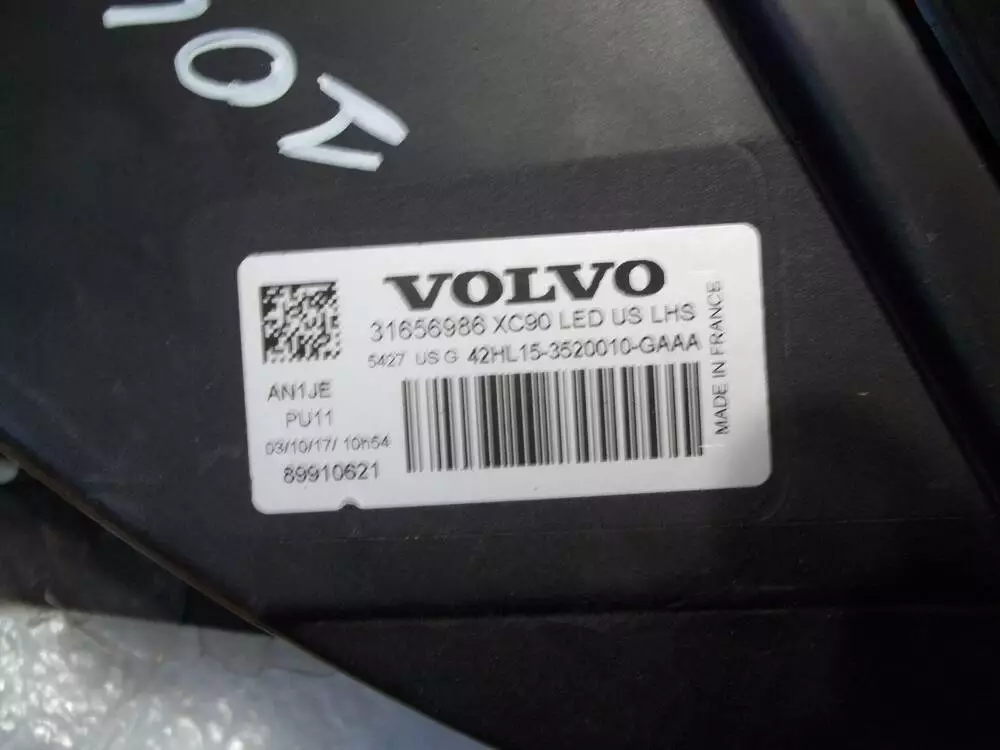 VOLVO
31656986 XC90 LED US LHS
5427 US G 42HL15-3520010-GAAA
MADE IN FRANCE
AN1JE
PU11
03/10/17/ 10h54
89910621